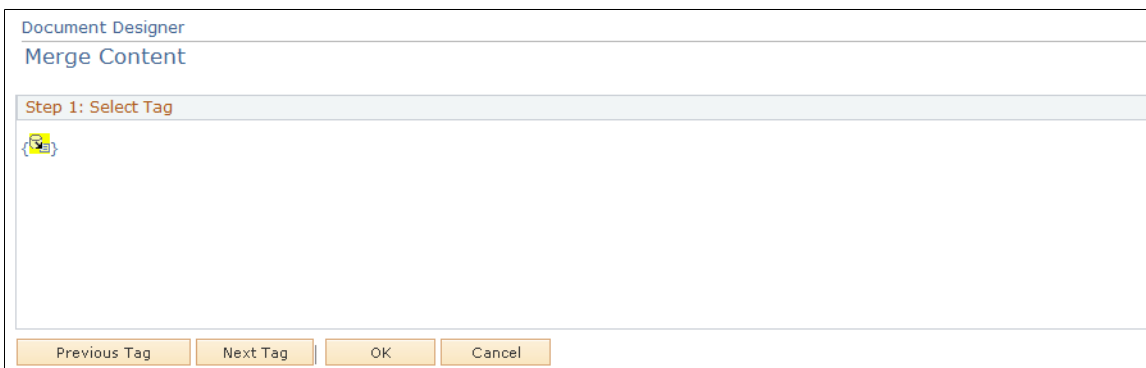 Document Designer
Merge Content
Step 1: Select Tag
{}
Previous Tag Next Tag | OK Cancel